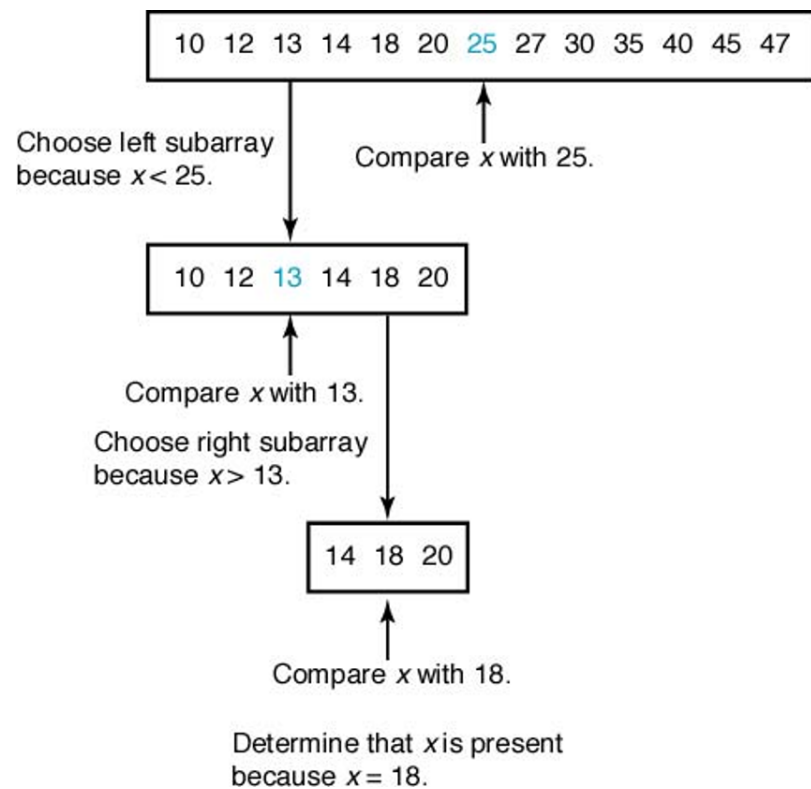 10 12 13 14 18 20 25 27 30 35 40 45 47
Choose left subarray
because x < 25.
Compare x with 25.
10 12 13 14 18 20
Compare x with 13.
Choose right subarray
because x > 13.
14 18 20
Compare x with 18.
Determine that x is present
because x = 18.